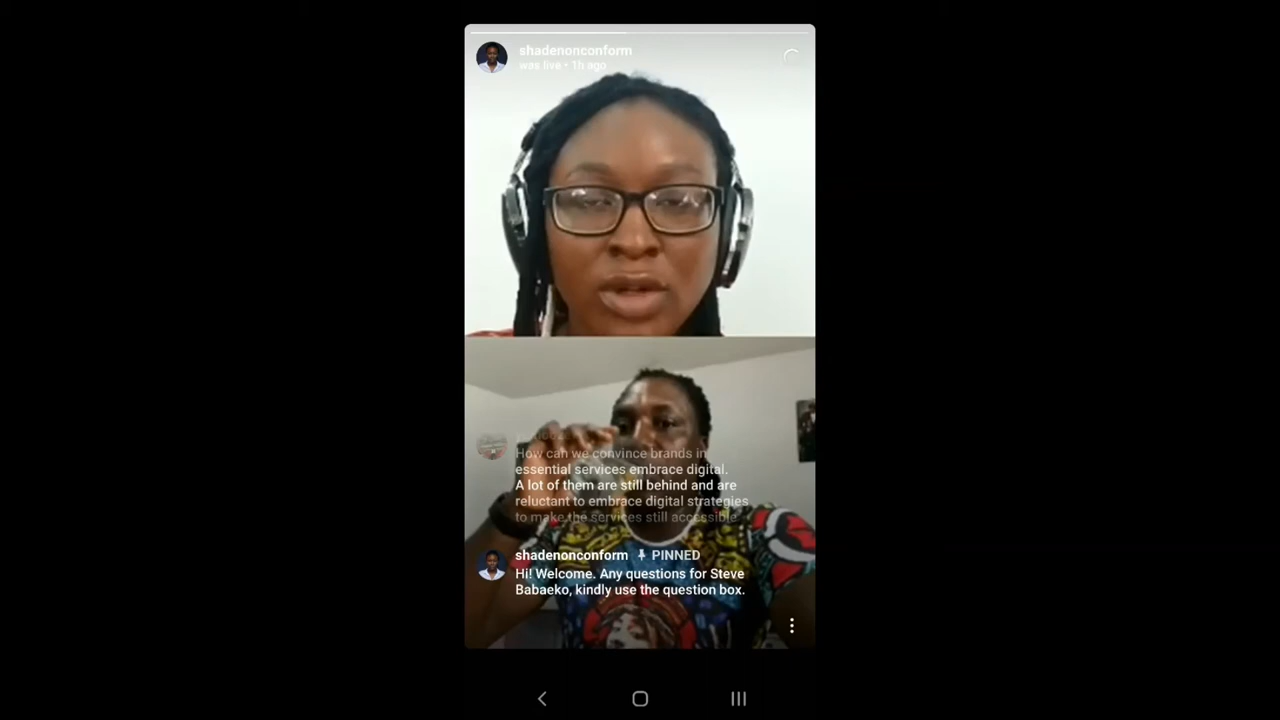 shadenonconform
was live • 1h ago
How can we convince brands in
essential services embrace digital.
A lot of them are still behind and are
reluctant to embrace digital strategies
to make the services still accessible
shadenonconform PINNED
Hi! Welcome. Any questions for Steve
Babaeko, kindly use the question box.